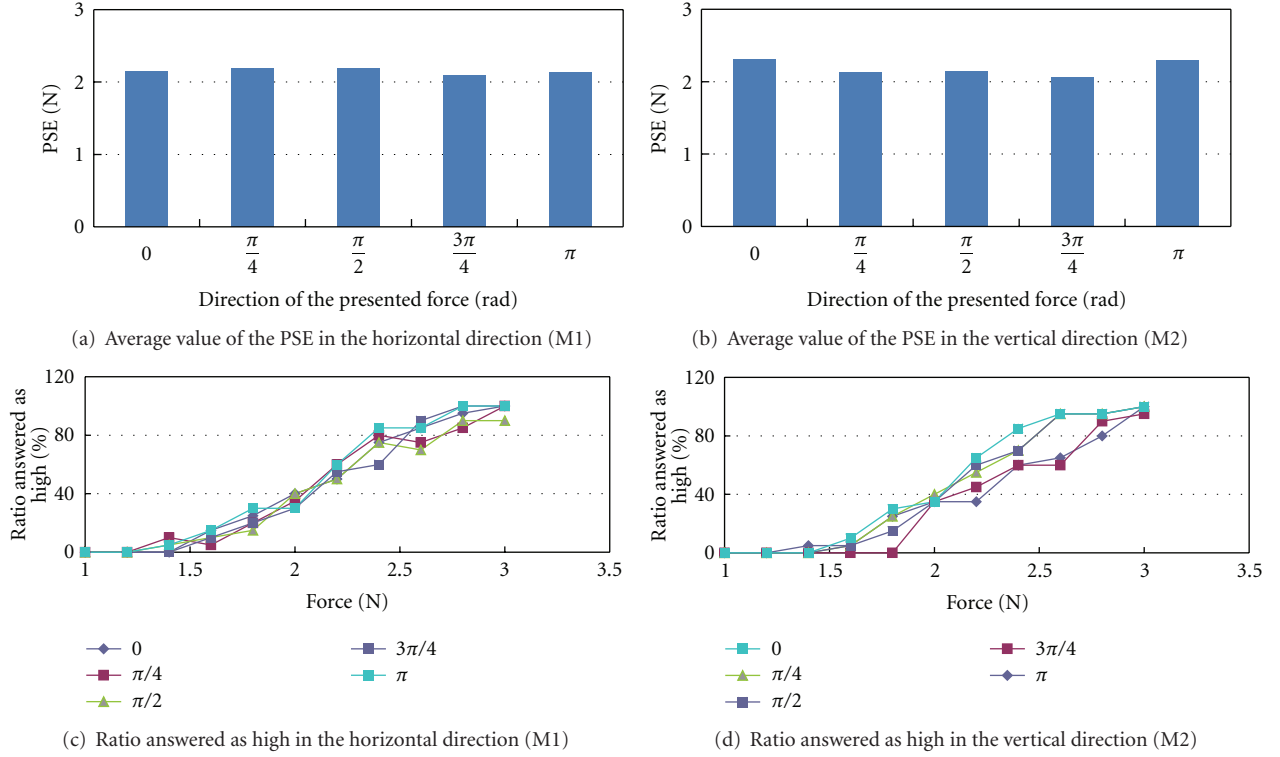 3
2
1
0
PSE (N)
0
π/4
π/2
3π/4
π
Direction of the presented force (rad)
(a) Average value of the PSE in the horizontal direction (M1)
3
2
1
0
PSE (N)
0
π/4
π/2
3π/4
π
Direction of the presented force (rad)
(b) Average value of the PSE in the vertical direction (M2)
120
80
40
0
Ratio answered as
high (%)
1 1.5 2 2.5 3 3.5
Force (N)
0
π/4
π/2
3π/4
π
(c) Ratio answered as high in the horizontal direction (M1)
120
80
40
0
Ratio answered as
high (%)
1 1.5 2 2.5 3 3.5
Force (N)
0
π/4
π/2
3π/4
π
(d) Ratio answered as high in the vertical direction (M2)